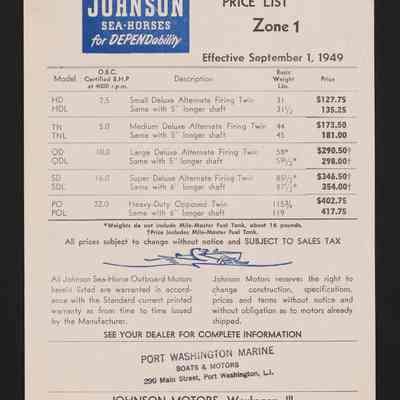 JOHNSON
SEA-HORSES
for DEPENDability
PRICE LIST
Zone 1
Effective September 1, 1949
Model O.B.C. Certified B.H.P. at 4000 r.p.m. Description Basic Weight Lbs. Price
HD 2.5 Small Deluxe Alternate Firing Twin 31 $127.75
HDL Same with 5" longer shaft 31½ 135.25
TN 5.0 Medium Deluxe Alternate Firing Twin 44 $173.50
TNL Same with 5" longer shaft 45 181.00
QD 10.0 Large Deluxe Alternate Firing Twin 58* $290.50†
QDL Same with 5" longer shaft 59½* 298.00†
SD 16.0 Super Deluxe Alternate Firing Twin 85½* $346.50†
SDL Same with 6" longer shaft 87½* 354.00†
PO 22.0 Heavy-Duty Opposed Twin 115¾ $402.75
POL Same with 6" longer shaft 119 417.75
*Weights do not include Mile-Master Fuel Tank, about 16 pounds.
†Price Includes Mile-Master Fuel Tank.
All prices subject to change without notice and SUBJECT TO SALES TAX
All Johnson Sea-Horse Outboard Motors
herein listed are warranted in accord-
ance with the Standard current printed
warranty as from time to time issued
by the Manufacturer.
Johnson Motors reserves the right to
change construction, specifications,
prices and terms without notice and
without obligation as to motors already
shipped.
SEE YOUR DEALER FOR COMPLETE INFORMATION
PORT WASHINGTON MARINE
BOATS & MOTORS
290 Main Street, Port Washington, L.I.
JOHNSON MOTORS, Waukegan, Ill.